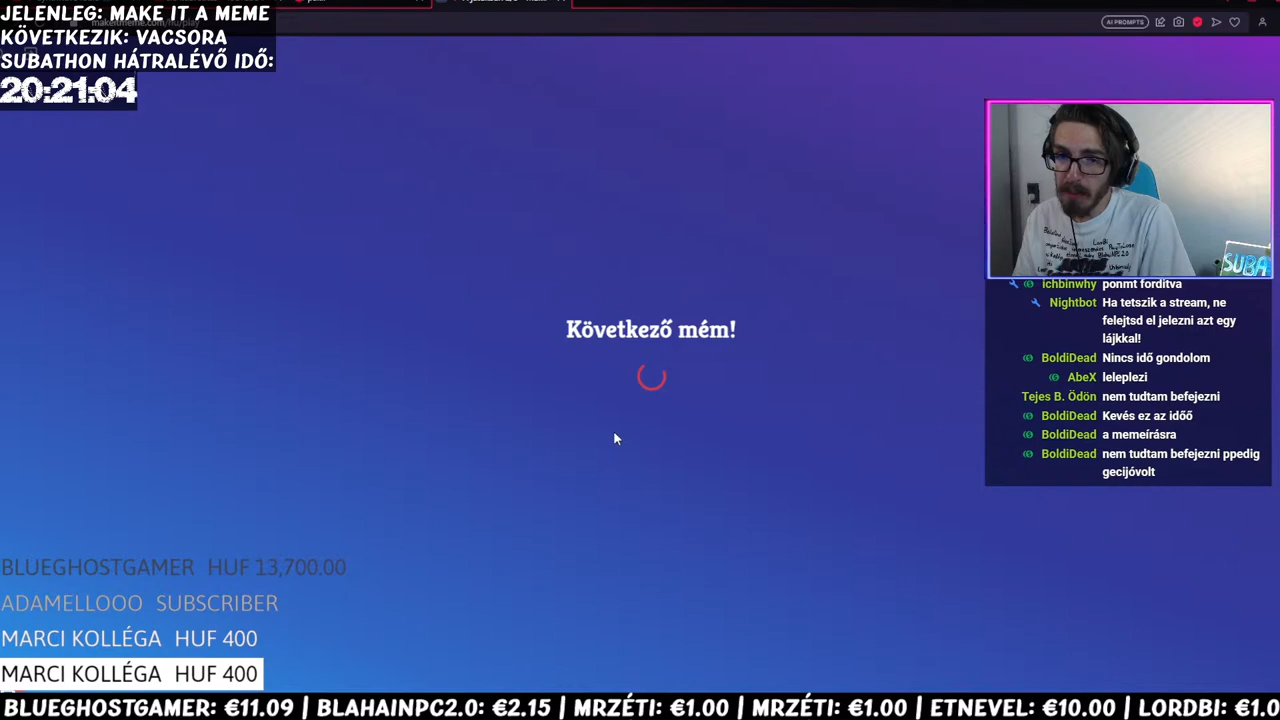 JELENLEG: MAKE IT A MEME
KÖVETKEZIK: VACSORA
SUBATHON HÁTRALÉVŐ IDŐ:
20:21:04
AI PROMPTS
SUBA
ichbinwhy ponmt forditva
Nightbot Ha tetszik a stream, ne
felejtsd el jelezni azt egy
lájkkal!
BoldiDead Nincs idő gondolom
AbeX leleplezi
Tejes B. Ödön nem tudtam befejezni
BoldiDead Kevés ez az időő
BoldiDead a memeírásra
BoldiDead nem tudtam befejezni ppedig
gecijóvolt
Következő mém!
BLUEGHOSTGAMER HUF 13,700.00
ADAMELLOOO SUBSCRIBER
MARCI KOLLÉGA HUF 400
MARCI KOLLÉGA HUF 400
BLUEGHOSTGAMER: €11.09 | BLAHAINPC2.0: €2.15 | MRZÉTI: €1.00 | MRZÉTI: €1.00 | ETNEVEL: €10.00 | LORDBI: €1.0